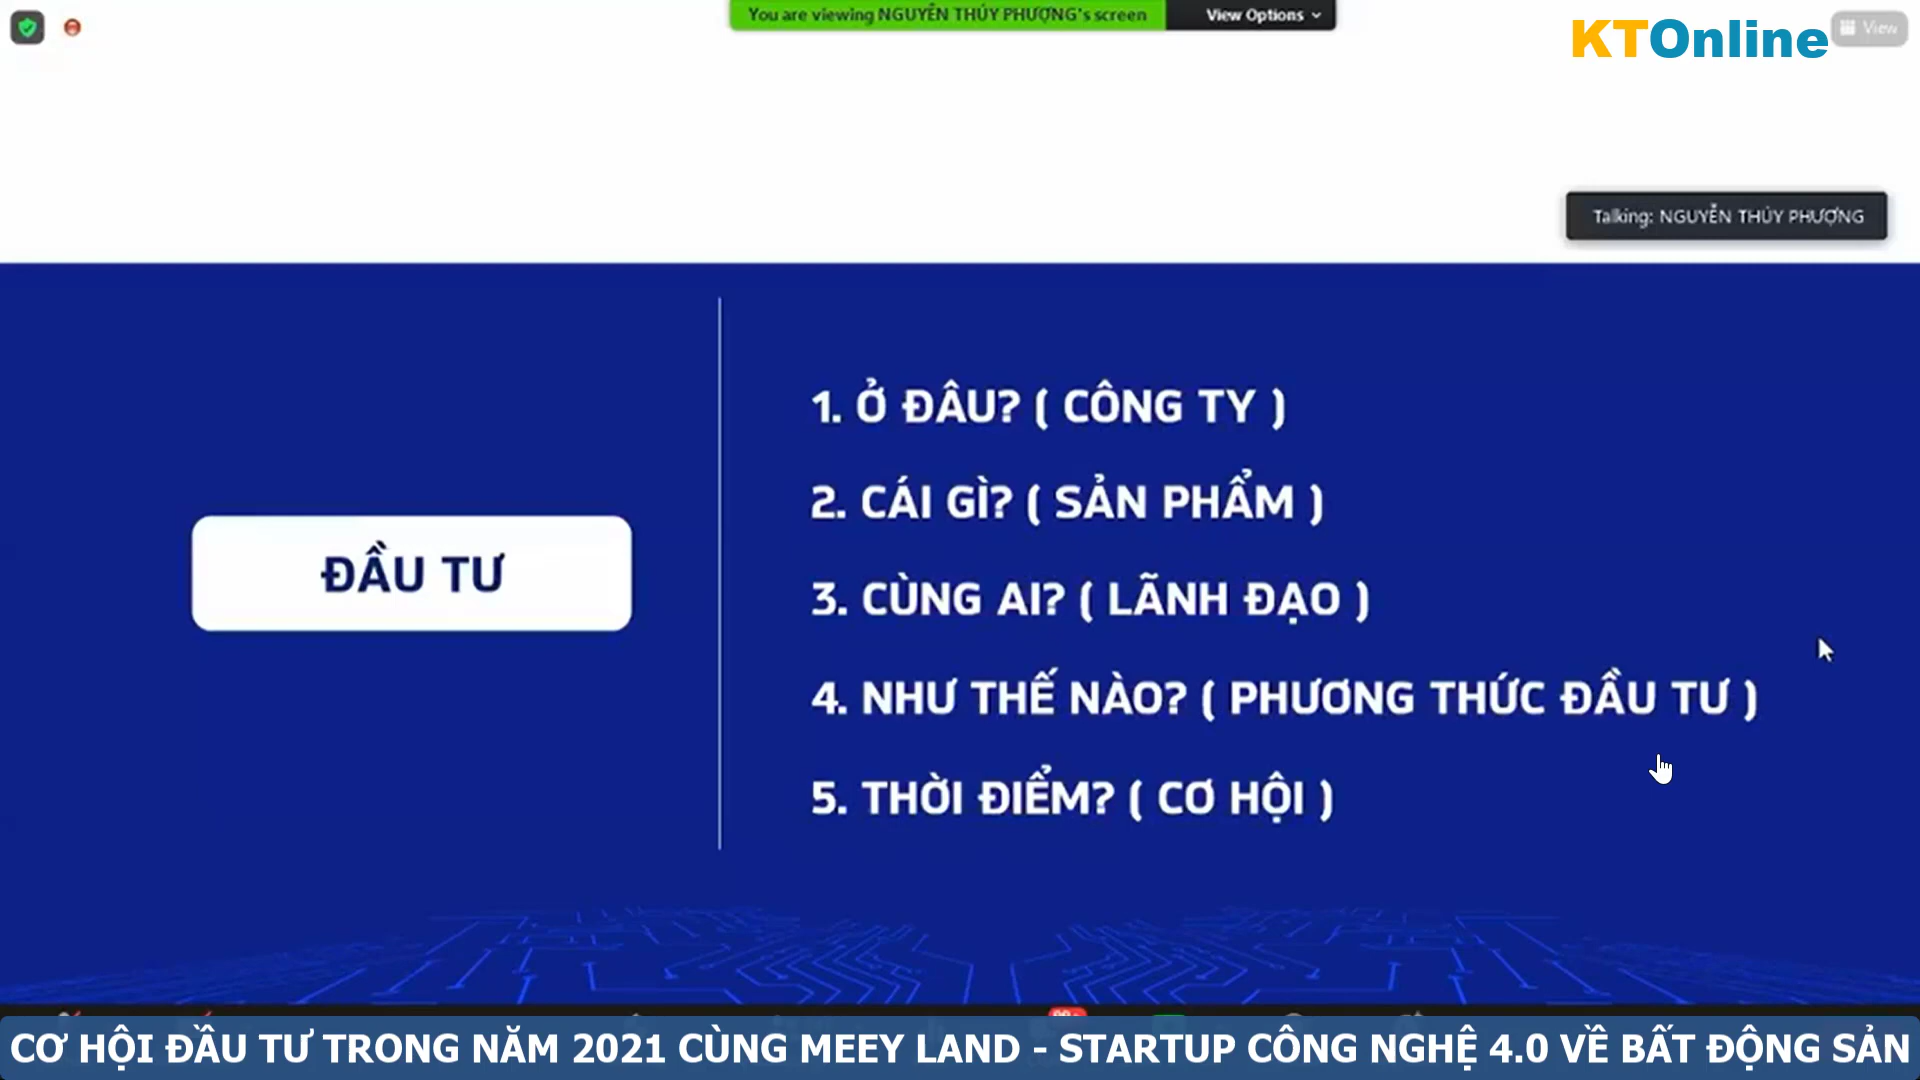 You are viewing NGUYỄN THÚY PHƯỢNG's screen
View Options
KTOnline
View
Talking: NGUYỄN THÚY PHƯỢNG
ĐẦU TƯ
1. Ở ĐÂU? ( CÔNG TY )
2. CÁI GÌ? ( SẢN PHẨM )
3. CÙNG AI? ( LÃNH ĐẠO )
4. NHƯ THẾ NÀO? ( PHƯƠNG THỨC ĐẦU TƯ )
5. THỜI ĐIỂM? ( CƠ HỘI )
CƠ HỘI ĐẦU TƯ TRONG NĂM 2021 CÙNG MEEY LAND - STARTUP CÔNG NGHỆ 4.0 VỀ BẤT ĐỘNG SẢN